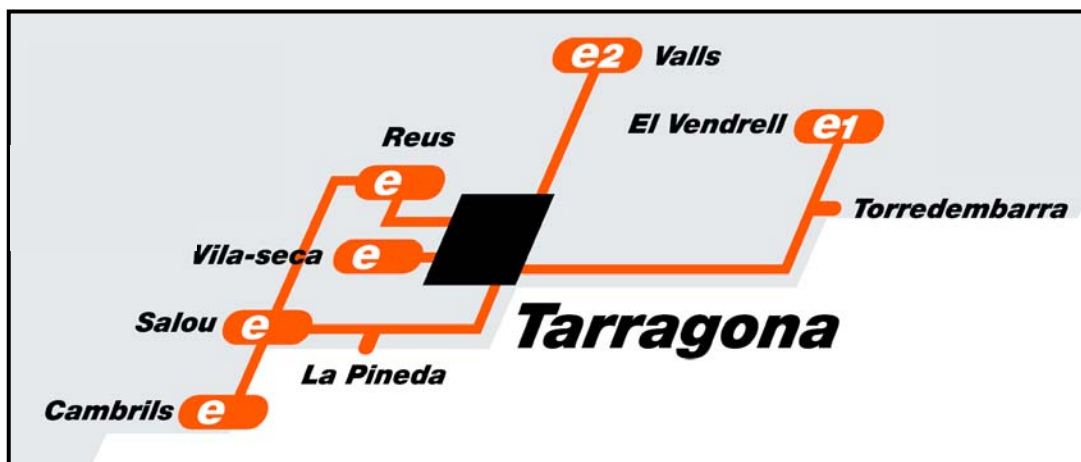 e2 Valls
El Vendrell e1
Reus
e
Torredembarra
Vila-seca e
Salou e
Tarragona
La Pineda
Cambrils e